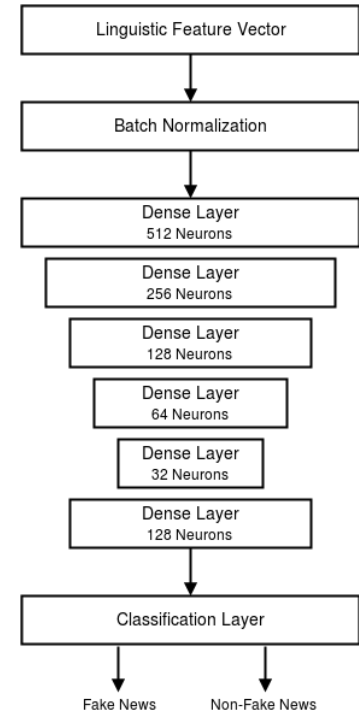 Linguistic Feature Vector
Batch Normalization
Dense Layer
512 Neurons
Dense Layer
256 Neurons
Dense Layer
128 Neurons
Dense Layer
64 Neurons
Dense Layer
32 Neurons
Dense Layer
128 Neurons
Classification Layer
Fake News Non-Fake News